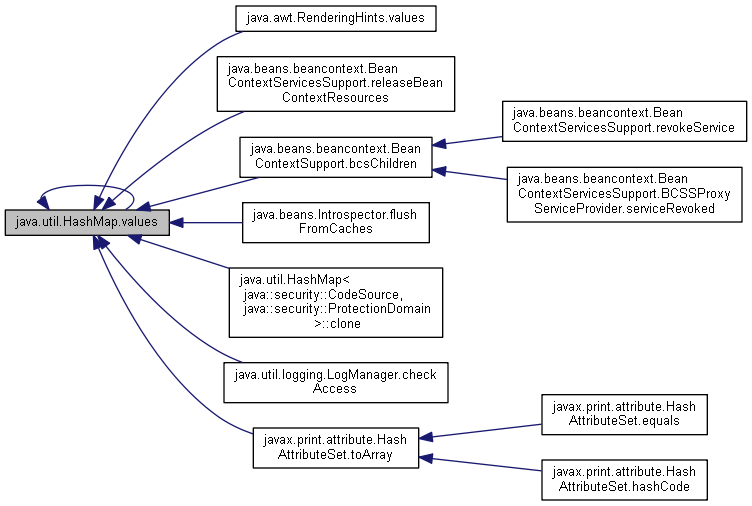 java.awt.RenderingHints.values
java.beans.beancontext.Bean
ContextServicesSupport.releaseBean
ContextResources
java.beans.beancontext.Bean
ContextServicesSupport.revokeService
java.beans.beancontext.Bean
ContextSupport.bcsChildren
java.beans.beancontext.Bean
ContextServicesSupport.BCSSProxy
ServiceProvider.serviceRevoked
java.util.HashMap.values
java.beans.Introspector.flush
FromCaches
java.util.HashMap<
java::security::CodeSource,
java::security::ProtectionDomain
>::clone
java.util.logging.LogManager.check
Access
javax.print.attribute.Hash
AttributeSet.equals
javax.print.attribute.Hash
AttributeSet.toArray
javax.print.attribute.Hash
AttributeSet.hashCode